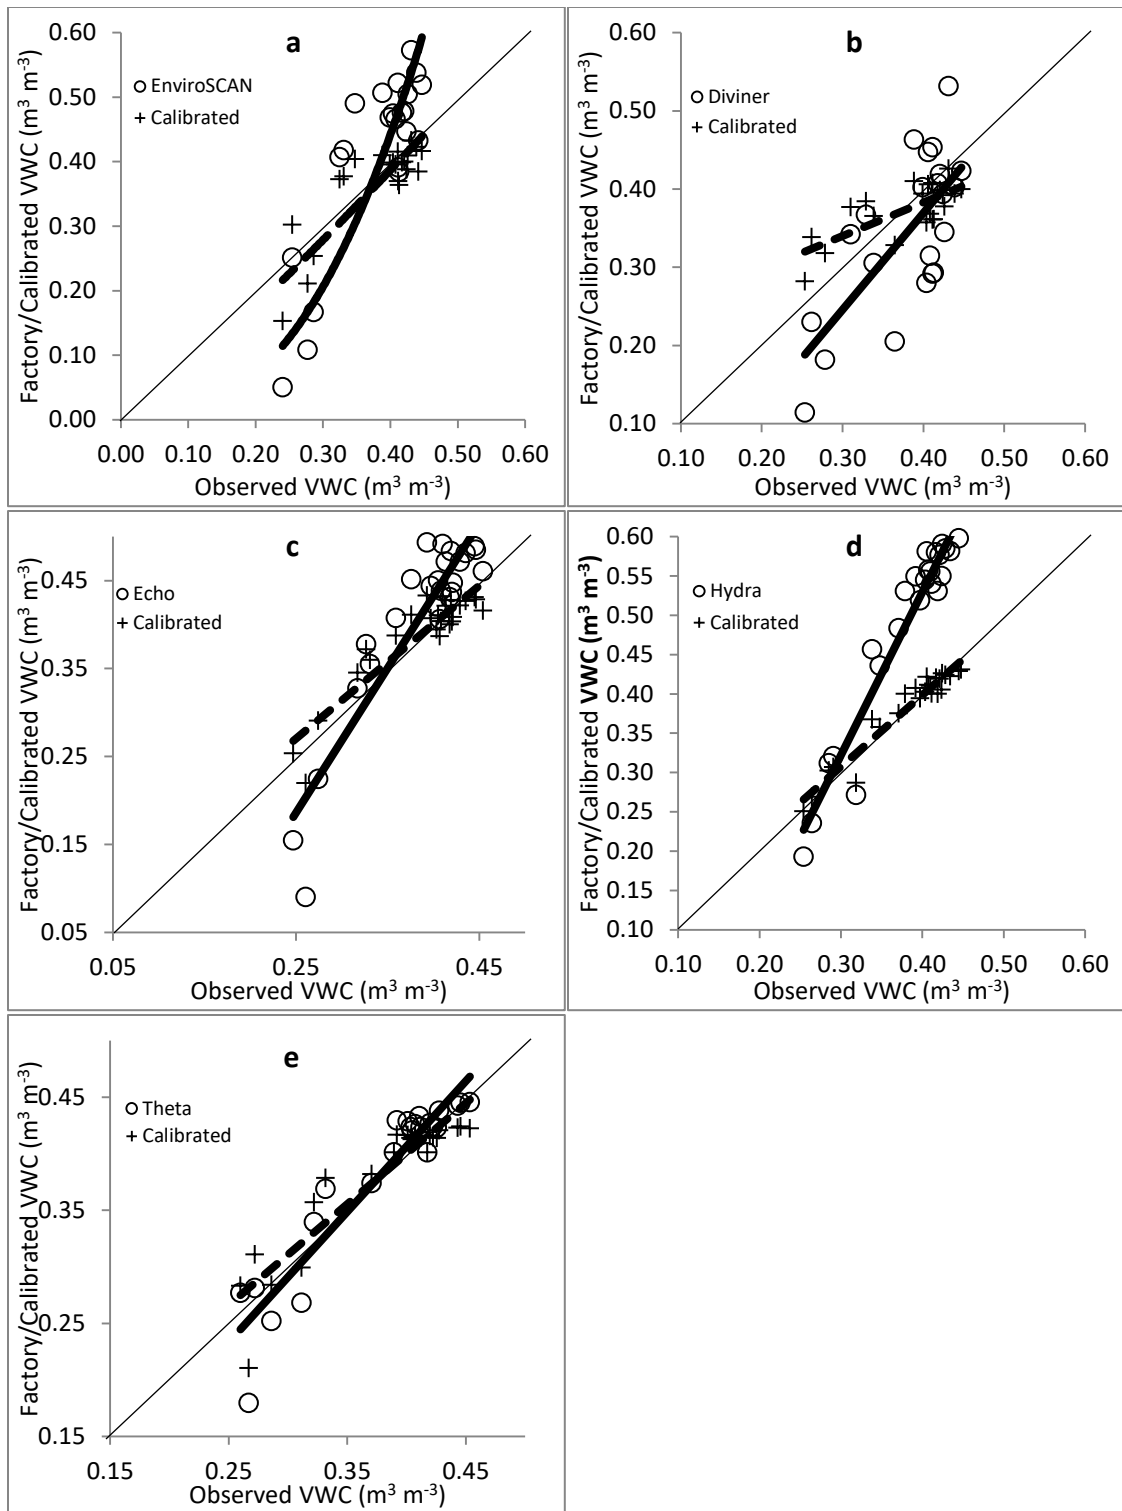 a
Factory/Calibrated VWC (m³ m⁻³)
0.60
0.50
0.40
0.30
0.20
0.10
0.00
EnviroSCAN
Calibrated
0.00 0.10 0.20 0.30 0.40 0.50 0.60
Observed VWC (m³ m⁻³)
b
Factory/Calibrated VWC (m³ m⁻³)
0.60
0.50
0.40
0.30
0.20
0.10
Diviner
Calibrated
0.10 0.20 0.30 0.40 0.50 0.60
Observed VWC (m³ m⁻³)
c
Factory/Calibrated VWC (m³ m⁻³)
0.45
0.35
0.25
0.15
0.05
Echo
Calibrated
0.05 0.25 0.45
Observed VWC (m³ m⁻³)
d
Factory/Calibrated VWC (m³ m⁻³)
0.60
0.55
0.50
0.45
0.40
0.35
0.30
0.25
0.20
0.15
0.10
Hydra
Calibrated
0.10 0.30 0.40 0.50 0.60
Observed VWC (m³ m⁻³)
e
Factory/Calibrated VWC (m³ m⁻³)
0.45
0.35
0.25
0.15
Theta
Calibrated
0.15 0.25 0.35 0.45
Observed VWC (m³ m⁻³)